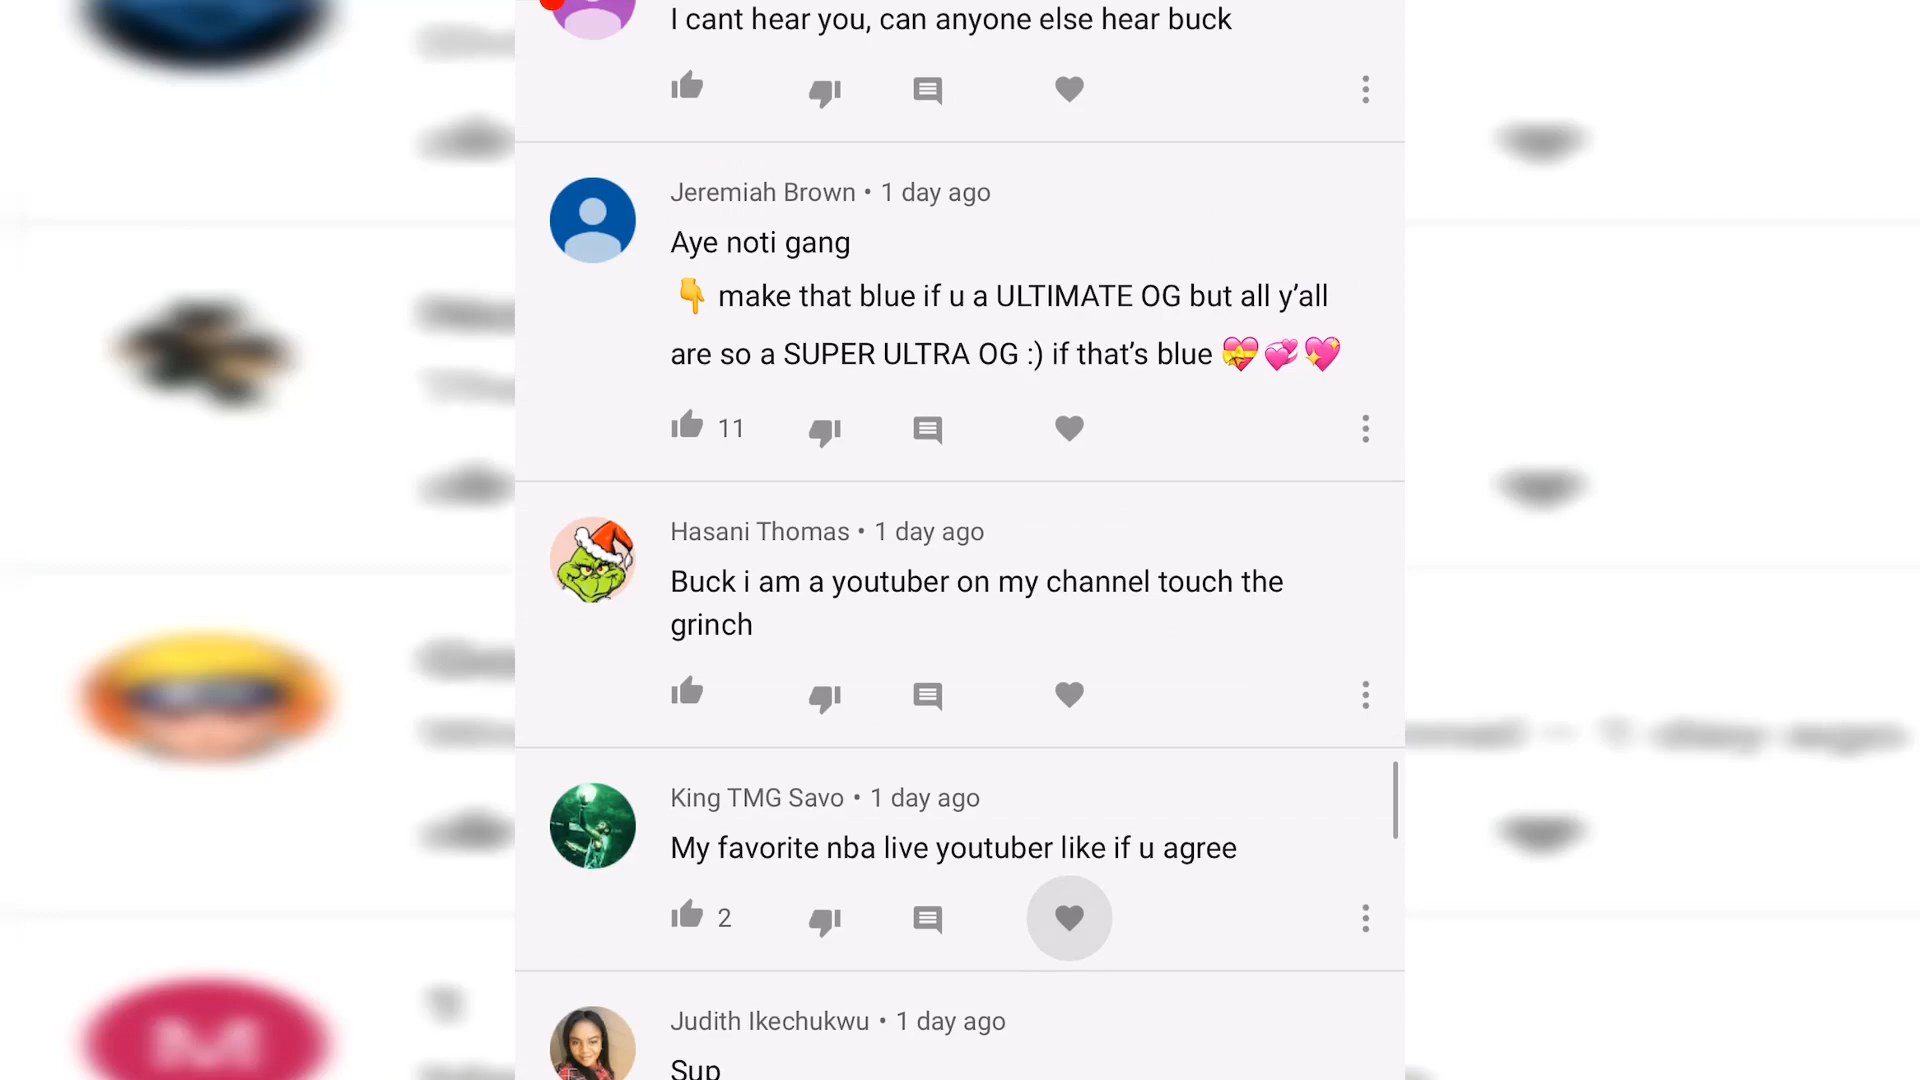 I cant hear you, can anyone else hear buck
Jeremiah Brown • 1 day ago
Aye noti gang
👇 make that blue if u a ULTIMATE OG but all y’all
are so a SUPER ULTRA OG :) if that’s blue 💝💞💖
11
Hasani Thomas • 1 day ago
Buck i am a youtuber on my channel touch the
grinch
King TMG Savo • 1 day ago
My favorite nba live youtuber like if u agree
2
Judith Ikechukwu • 1 day ago
Sup